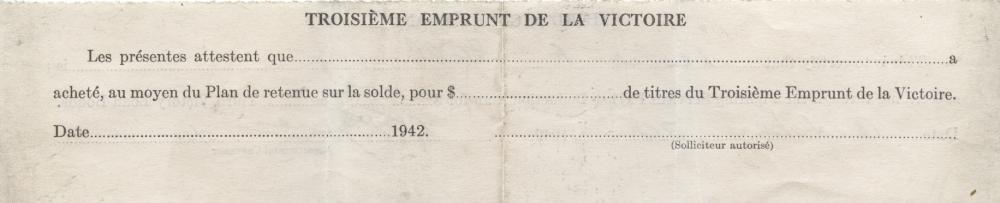 TROISIÈME EMPRUNT DE LA VICTOIRE
Les présentes attestent que........................................a
acheté, au moyen du Plan de retenue sur la solde, pour $....................de titres du Troisième Emprunt de la Victoire.
Date........................................1942. ........................................
(Solliciteur autorisé)